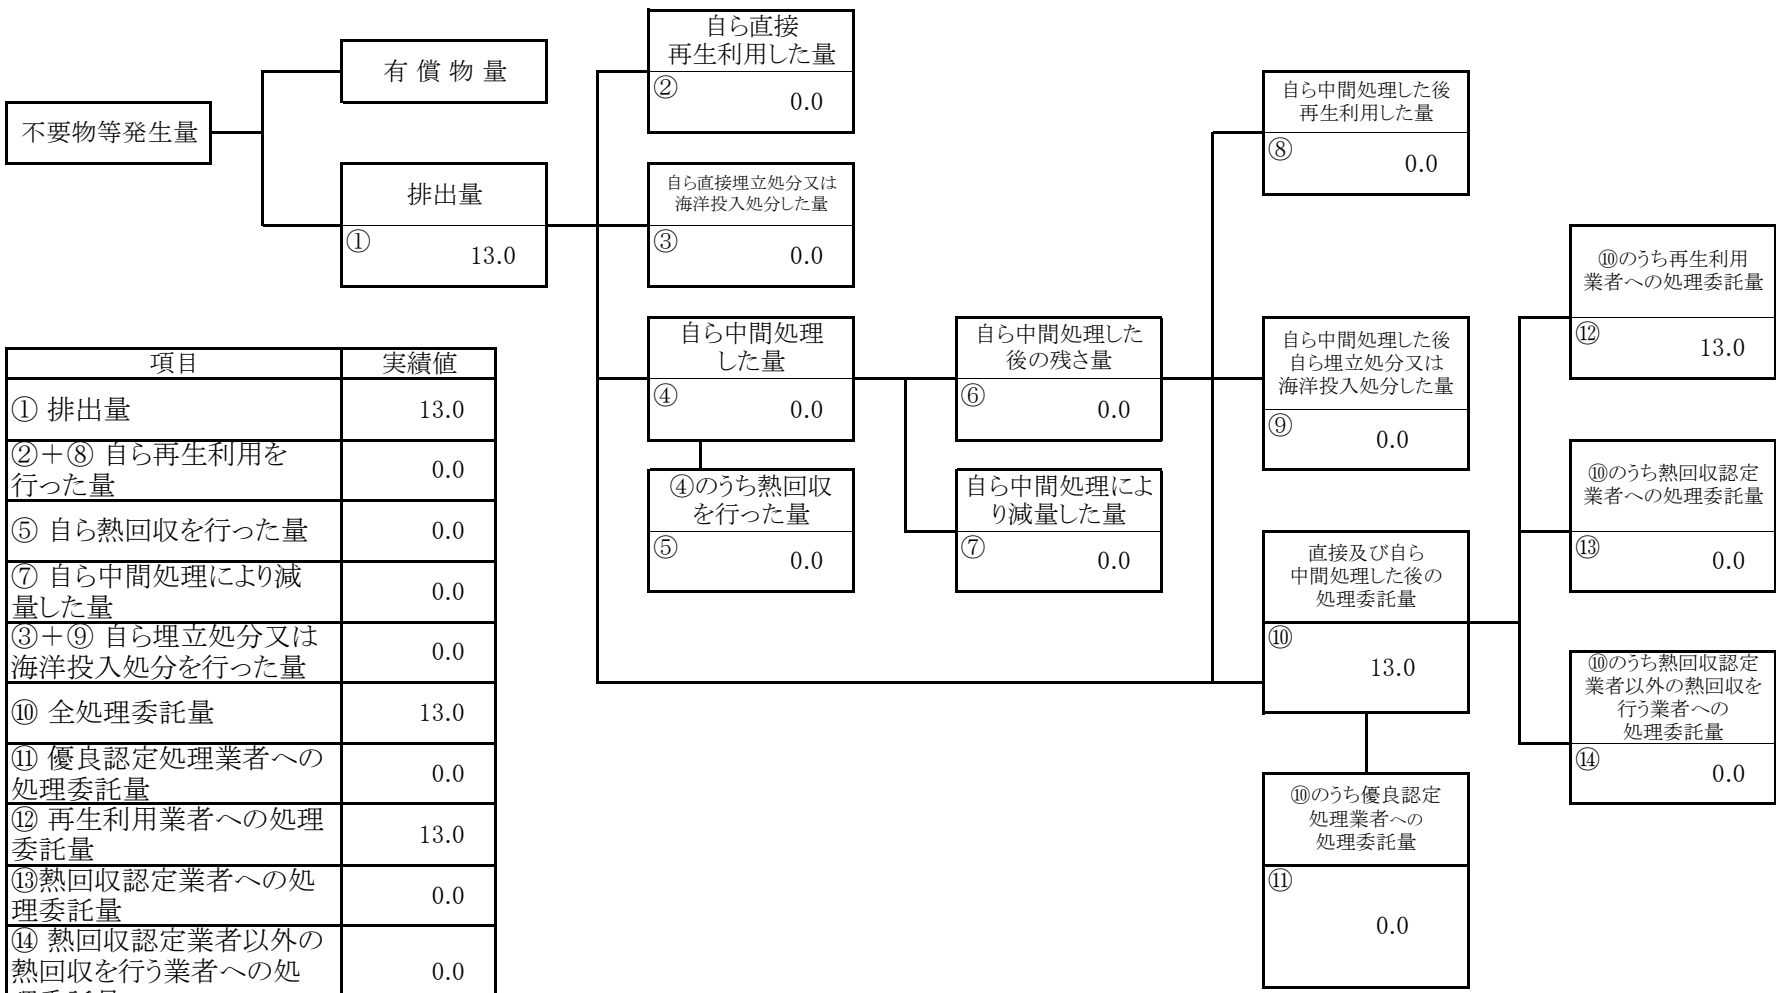 不要物等発生量
有 償 物 量
排出量
①
13.0
自ら直接
再生利用した量
②
0.0
自ら直接埋立処分又は
海洋投入処分した量
③
0.0
自ら中間処理
した量
④
0.0
④のうち熱回収
を行った量
⑤
0.0
自ら中間処理した
後の残さ量
⑥
0.0
自ら中間処理によ
り減量した量
⑦
0.0
自ら中間処理した後
再生利用した量
⑧
0.0
自ら中間処理した後
自ら埋立処分又は
海洋投入処分した量
⑨
0.0
直接及び自ら
中間処理した後の
処理委託量
⑩
13.0
⑩のうち優良認定
処理業者への
処理委託量
⑪
0.0
⑩のうち再生利用
業者への処理委託量
⑫
13.0
⑩のうち熱回収認定
業者への処理委託量
⑬
0.0
⑩のうち熱回収認定
業者以外の熱回収を
行う業者への
処理委託量
⑭
0.0
項目 実績値
① 排出量 13.0
②＋⑧ 自ら再生利用を
行った量 0.0
⑤ 自ら熱回収を行った量 0.0
⑦ 自ら中間処理により減
量した量 0.0
③＋⑨ 自ら埋立処分又は
海洋投入処分を行った量 0.0
⑩ 全処理委託量 13.0
⑪ 優良認定処理業者への
処理委託量 0.0
⑫ 再生利用業者への処理
委託量 13.0
⑬熱回収認定業者への処
理委託量 0.0
⑭ 熱回収認定業者以外の
熱回収を行う業者への処 0.0